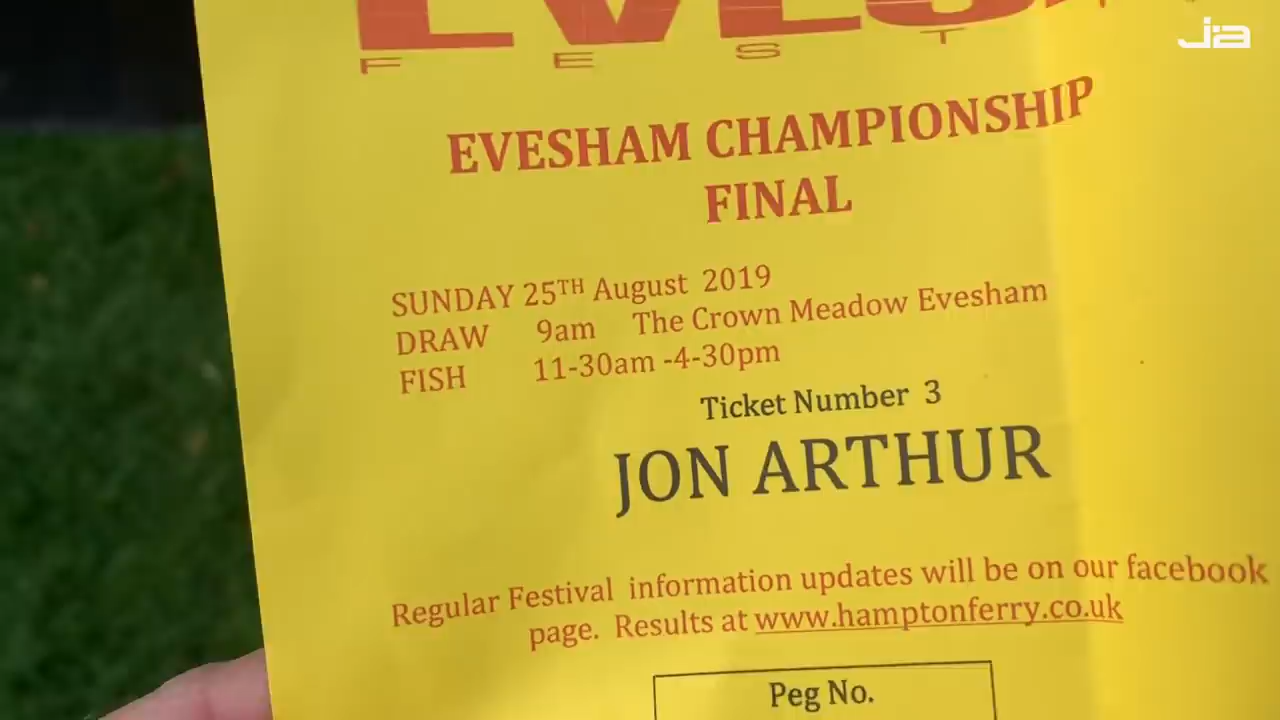 ja
F E S T
EVESHAM CHAMPIONSHIP
FINAL
SUNDAY 25TH August 2019
DRAW 9am The Crown Meadow Evesham
FISH 11-30am -4-30pm
Ticket Number 3
JON ARTHUR
Regular Festival information updates will be on our facebook
page. Results at www.hamptonferry.co.uk
Peg No.